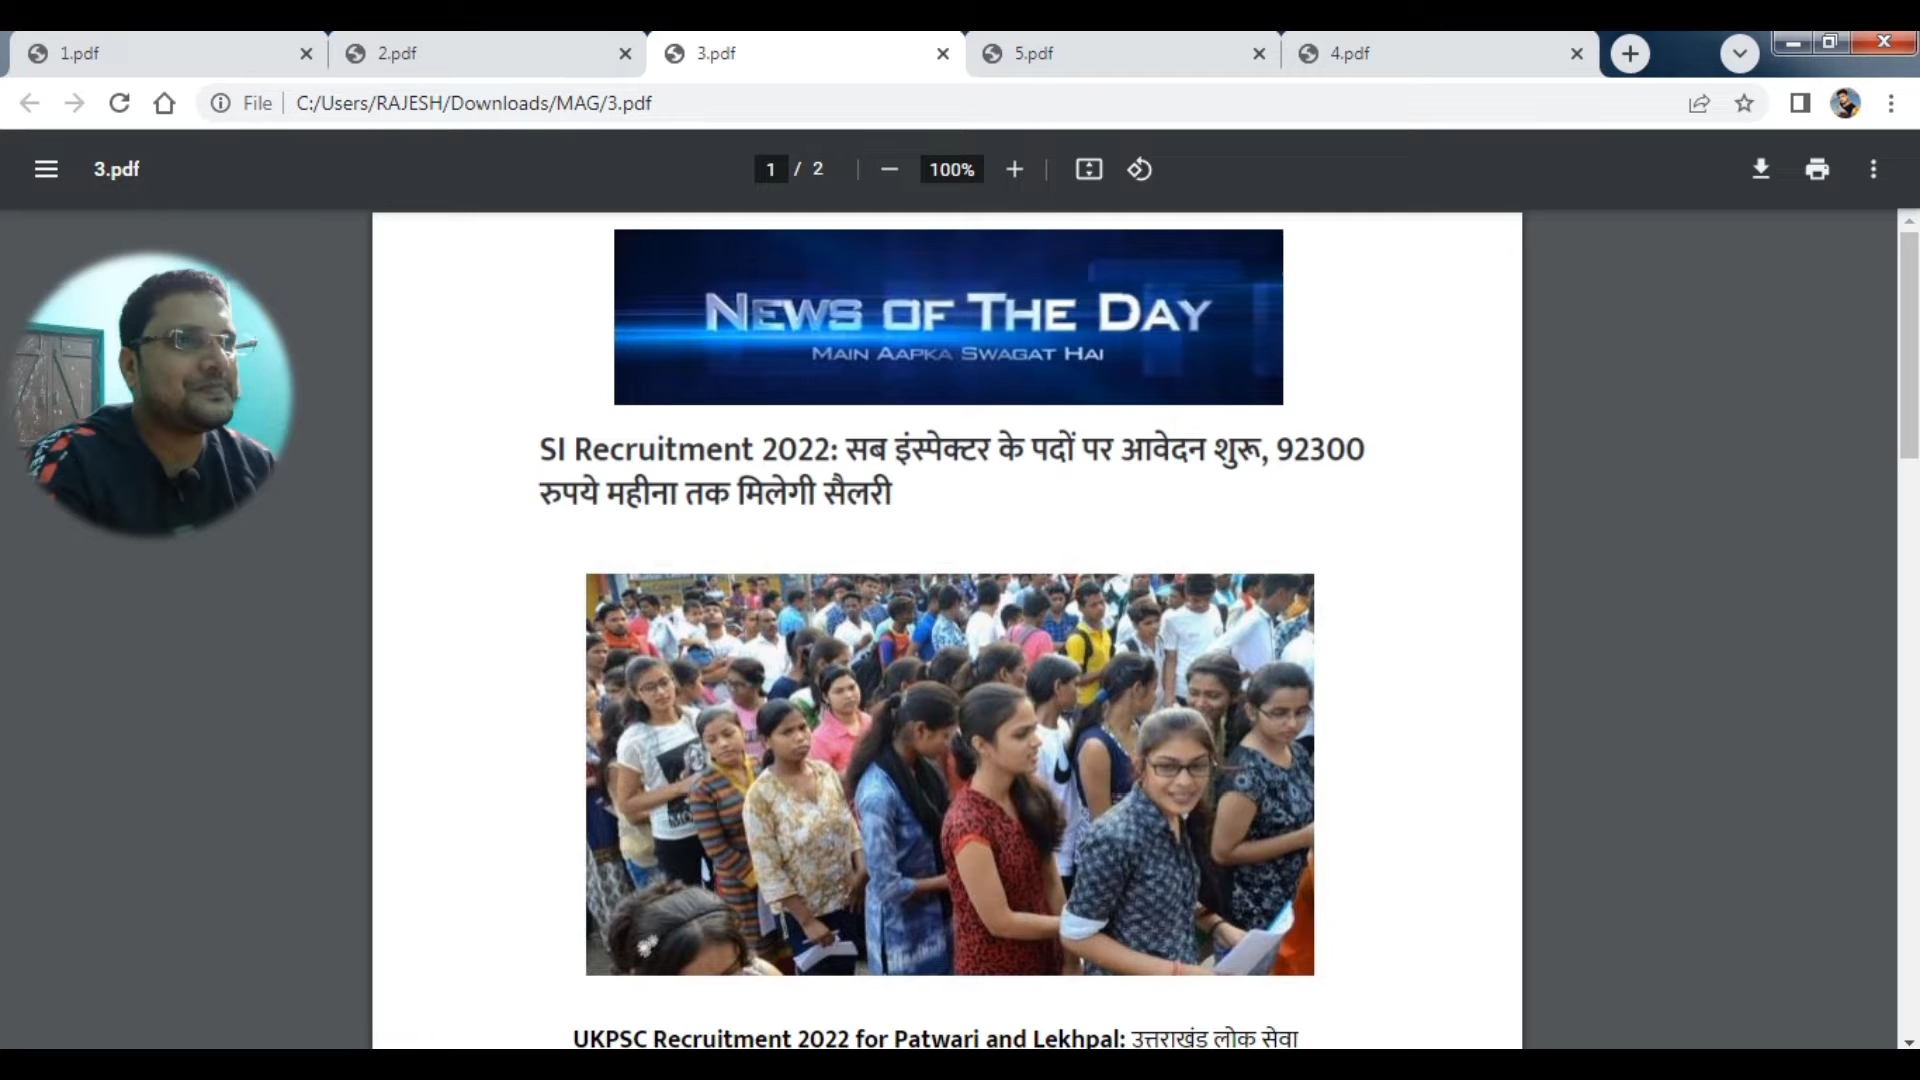 1.pdf
2.pdf
3.pdf
5.pdf
4.pdf
File
C:/Users/RAJESH/Downloads/MAG/3.pdf
3.pdf
1 / 2
100%
NEWS OF THE DAY
MAIN AAPKA SWAGAT HAI
SI Recruitment 2022: सब इंस्पेक्टर के पदों पर आवेदन शुरू, 92300
रुपये महीना तक मिलेगी सैलरी
UKPSC Recruitment 2022 for Patwari and Lekhpal: उत्तराखंड लोक सेवा